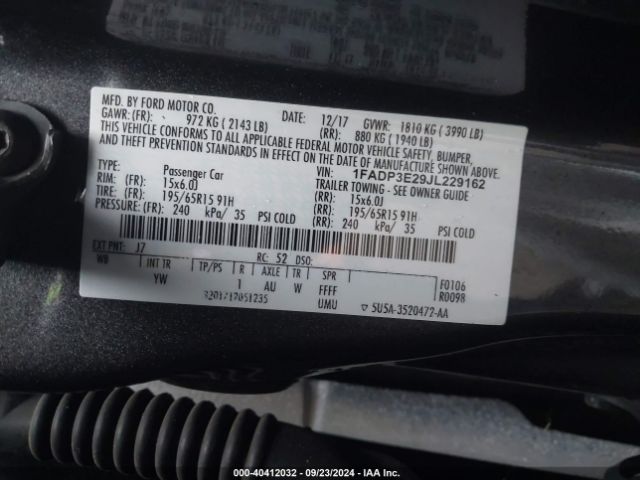 MFD. BY FORD MOTOR CO.
DATE: 12/17 GVWR: 1810 KG (3990 LB)
GAWR: (FR): 972 KG (2143 LB) (RR): 880 KG (1940 LB)
THIS VEHICLE CONFORMS TO ALL APPLICABLE FEDERAL MOTOR VEHICLE SAFETY, BUMPER,
AND THEFT PREVENTION STANDARDS IN EFFECT ON THE DATE OF MANUFACTURE SHOWN ABOVE.
VIN: 1FADP3E29JL229162
TYPE: Passenger Car TRAILER TOWING - SEE OWNER GUIDE
RIM: (FR): 15x6.0J (RR): 15x6.0J
TIRE: (FR): 195/65R15 91H (RR): 195/65R15 91H
PRESSURE: (FR): 240 kPa/ 35 PSI COLD (RR): 240 kPa/ 35 PSI COLD
EXT PNT: J7 RC: 52 DSO:
WB INT TR TP/PS R AXLE TR SPR F0106
YW 1 AU W FFFF R0098
UMU
3201717051235
▽ 5U5A-3520472-AA
000-40412032 - 09/23/2024 - IAA Inc.